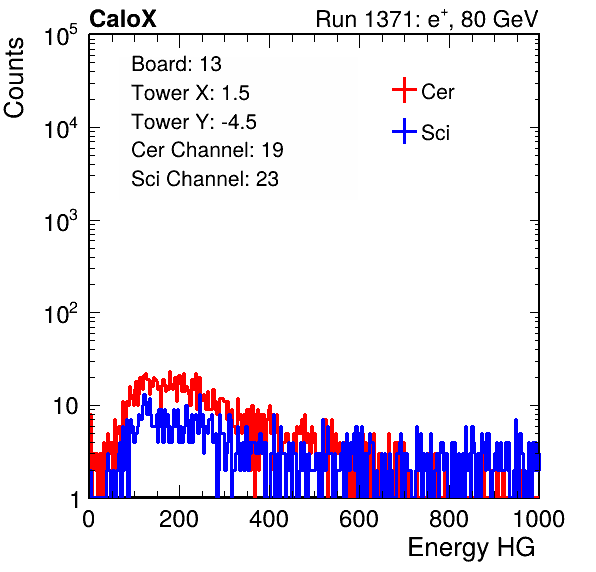 CaloX Run 1371: e⁺, 80 GeV
Board: 13
Tower X: 1.5
Tower Y: -4.5
Cer Channel: 19
Sci Channel: 23
Cer
Sci
Counts
10⁵
10⁴
10³
10²
10
1
0 200 400 600 800 1000
Energy HG